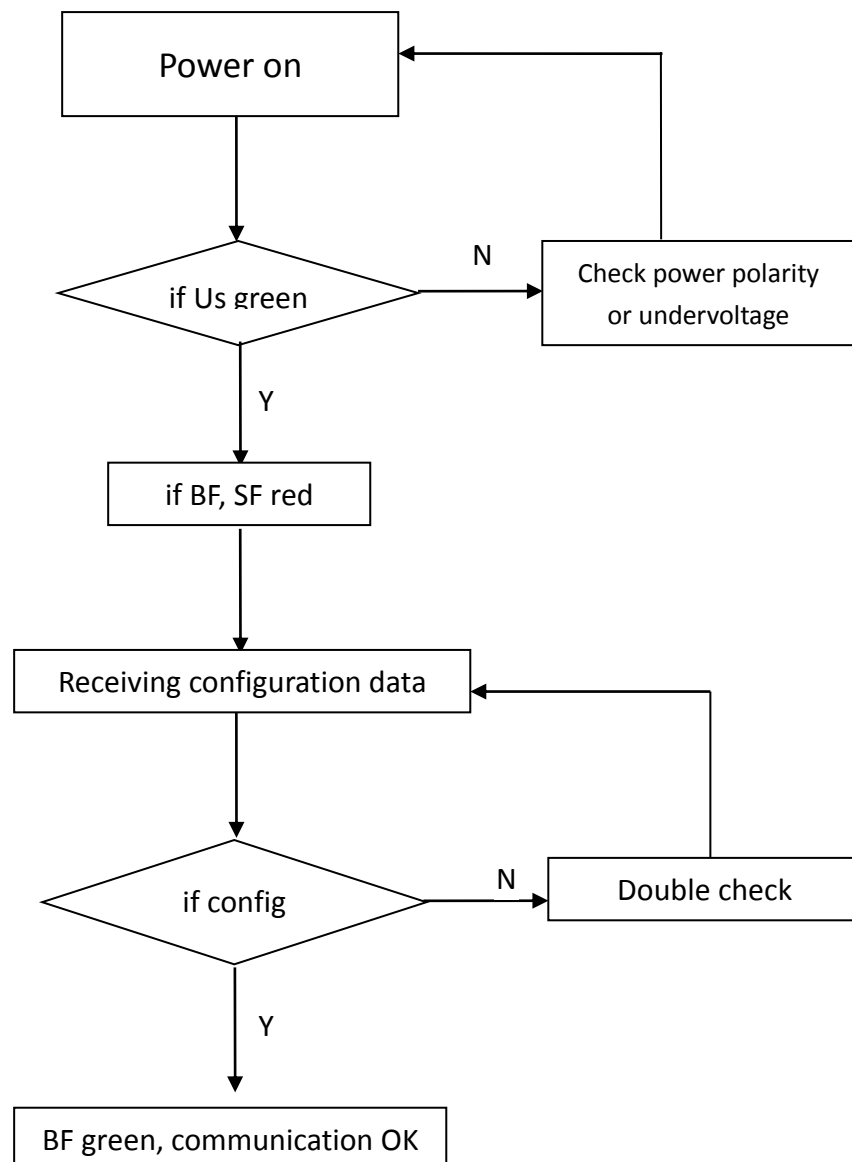 Power on
if Us green
N
Check power polarity
or undervoltage
Y
if BF, SF red
Receiving configuration data
if config
N
Double check
Y
BF green, communication OK